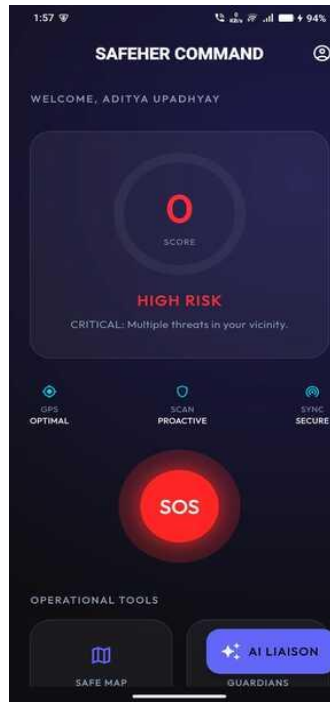 1:57 94%
SAFEHER COMMAND
WELCOME, ADITYA UPADHYAY
0
SCORE
HIGH RISK
CRITICAL: Multiple threats in your vicinity.
GPS SCAN SYNC
OPTIMAL PROACTIVE SECURE
SOS
OPERATIONAL TOOLS
AI LIAISON
SAFE MAP GUARDIANS